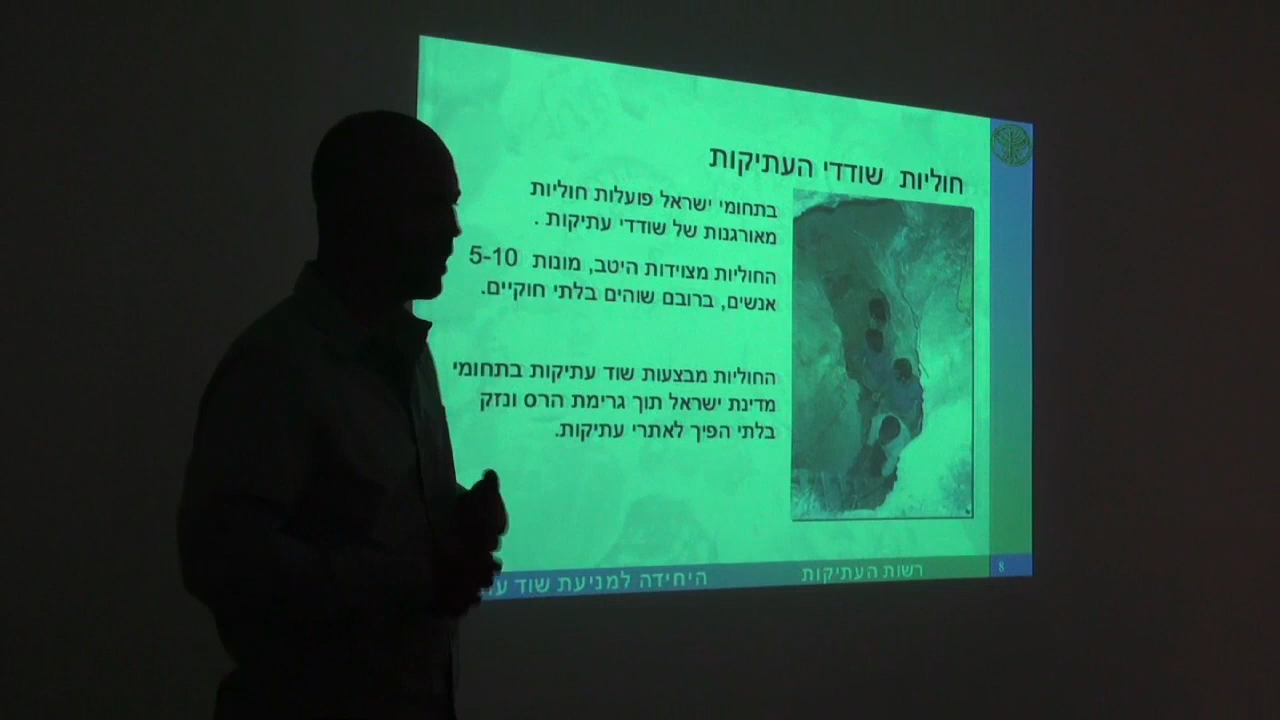 חוליות שודדי העתיקות
בתחומי ישראל פועלות חוליות
מאורגנות של שודדי עתיקות .
החוליות מצוידות היטב, מונות 5-10
אנשים, ברובם שוהים בלתי חוקיים.
החוליות מבצעות שוד עתיקות בתחומי
מדינת ישראל תוך גרימת הרס ונזק
בלתי הפיך לאתרי עתיקות.
8
רשות העתיקות
היחידה למניעת שוד